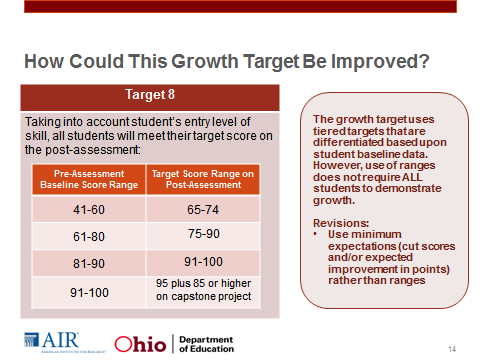 How Could This Growth Target Be Improved?
Target 8
Taking into account student's entry level of
skill, all students will meet their target score on
the post-assessment:
Pre-Assessment
Baseline Score Range
Target Score Range on
Post-Assessment
41-60
65-74
61-80
75-90
81-90
91-100
91-100
95 plus 85 or higher
on capstone project
The growth target uses
tiered targets that are
differentiated based upon
student baseline data.
However, use of ranges
does not require ALL
students to demonstrate
growth.
Revisions:
• Use minimum
expectations (cut scores
and/or expected
improvement in points)
rather than ranges
AIR
AMERICAN INSTITUTES FOR RESEARCH
Ohio
Department
of Education
14